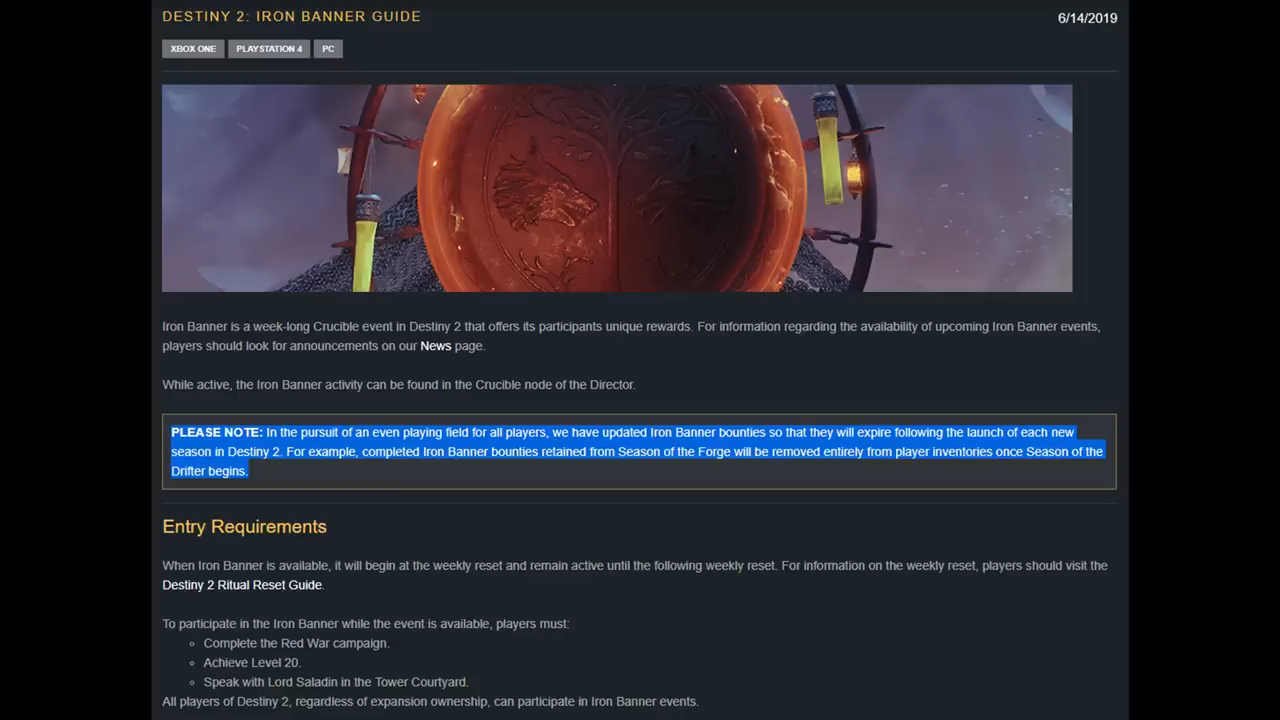 DESTINY 2: IRON BANNER GUIDE
6/14/2019
XBOX ONE
PLAYSTATION 4
PC
Iron Banner is a week-long Crucible event in Destiny 2 that offers its participants unique rewards. For information regarding the availability of upcoming Iron Banner events,
players should look for announcements on our News page.
While active, the Iron Banner activity can be found in the Crucible node of the Director.
PLEASE NOTE: In the pursuit of an even playing field for all players, we have updated Iron Banner bounties so that they will expire following the launch of each new
season in Destiny 2. For example, completed Iron Banner bounties retained from Season of the Forge will be removed entirely from player inventories once Season of the
Drifter begins.
Entry Requirements
When Iron Banner is available, it will begin at the weekly reset and remain active until the following weekly reset. For information on the weekly reset, players should visit the
Destiny 2 Ritual Reset Guide.
To participate in the Iron Banner while the event is available, players must:
Complete the Red War campaign.
Achieve Level 20.
Speak with Lord Saladin in the Tower Courtyard.
All players of Destiny 2, regardless of expansion ownership, can participate in Iron Banner events.